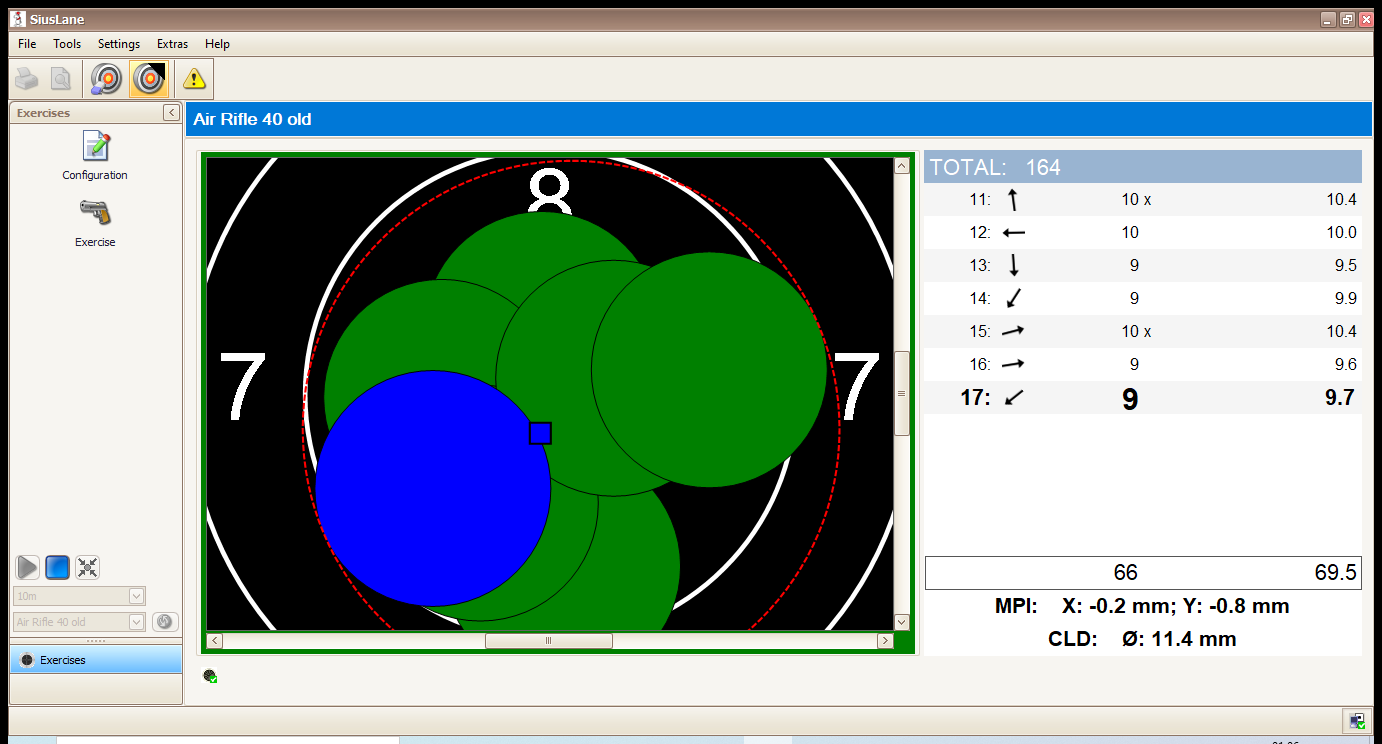 SiusLane
File Tools Settings Extras Help
Exercises
Configuration
Exercise
10m
Air Rifle 40 old
Exercises
Air Rifle 40 old
8
7 7
TOTAL: 164
11: 10 x 10.4
12: 10 10.0
13: 9 9.5
14: 9 9.9
15: 10 x 10.4
16: 9 9.6
17: 9 9.7
66 69.5
MPI: X: -0.2 mm; Y: -0.8 mm
CLD: Ø: 11.4 mm